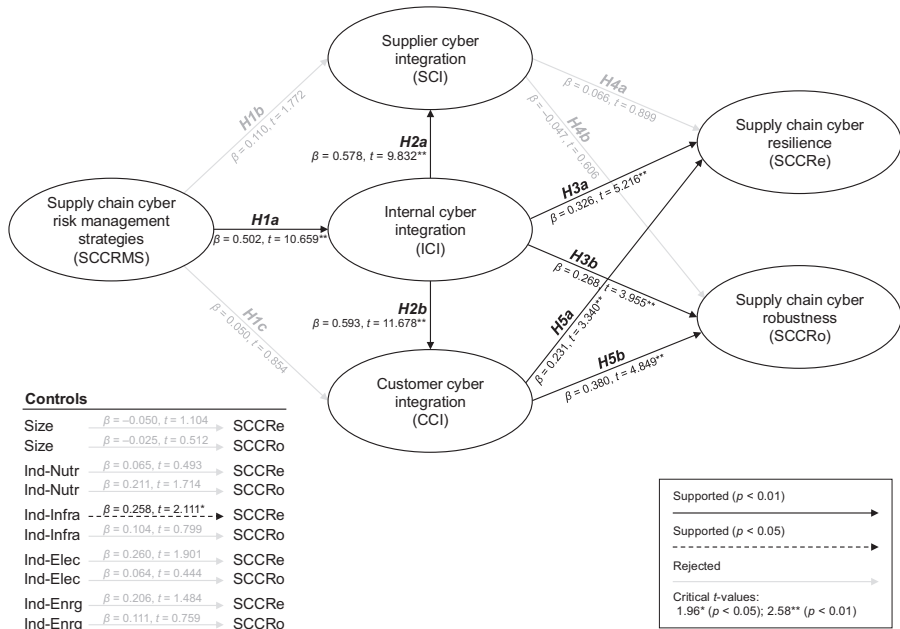 Supplier cyber
integration
(SCI)
H1b
β = 0.110, t = 1.772
H4a
β = 0.066, t = 0.899
H4b
β = –0.047, t = 0.606
H2a
β = 0.578, t = 9.832**
Supply chain cyber
resilience
(SCCRe)
Supply chain cyber
risk management
strategies
(SCCRMS)
H1a
β = 0.502, t = 10.659**
Internal cyber
integration
(ICI)
H3a
β = 0.326, t = 5.216**
H3b
β = 0.268, t = 3.955**
H2b
β = 0.593, t = 11.678**
H1c
β = 0.050, t = 0.854
H5a
β = 0.231, t = 3.340**
H5b
β = 0.380, t = 4.849**
Supply chain cyber
robustness
(SCCRo)
Customer cyber
integration
(CCI)
Controls
Size β = –0.050, t = 1.104 SCCRe
Size β = –0.025, t = 0.512 SCCRo
Ind-Nutr β = 0.065, t = 0.493 SCCRe
Ind-Nutr β = 0.211, t = 1.714 SCCRo
Ind-Infra β = 0.258, t = 2.111* SCCRe
Ind-Infra β = 0.104, t = 0.799 SCCRo
Ind-Elec β = 0.260, t = 1.901 SCCRe
Ind-Elec β = 0.064, t = 0.444 SCCRo
Ind-Enrg β = 0.206, t = 1.484 SCCRe
Ind-Enrg β = 0.111, t = 0.759 SCCRo
Supported (p < 0.01)
Supported (p < 0.05)
Rejected
Critical t-values:
1.96* (p < 0.05); 2.58** (p < 0.01)